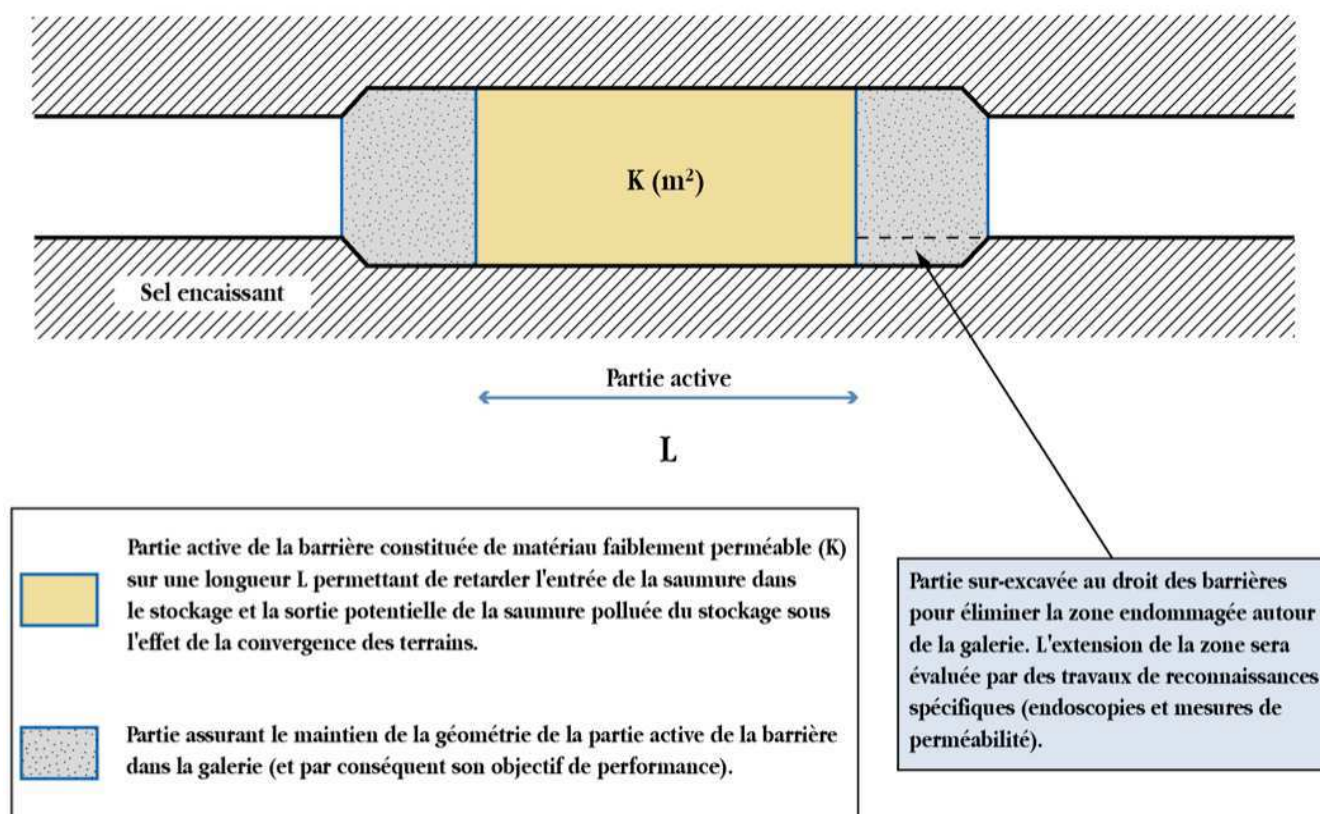 K (m²)
Sel encaissant
Partie active
L
Partie active de la barrière constituée de matériau faiblement perméable (K)
sur une longueur L permettant de retarder l'entrée de la saumure dans
le stockage et la sortie potentielle de la saumure polluée du stockage sous
l'effet de la convergence des terrains.
Partie assurant le maintien de la géométrie de la partie active de la barrière
dans la galerie (et par conséquent son objectif de performance).
Partie sur-excavée au droit des barrières
pour éliminer la zone endommagée autour
de la galerie. L'extension de la zone sera
évaluée par des travaux de reconnaissances
spécifiques (endoscopies et mesures de
perméabilité).